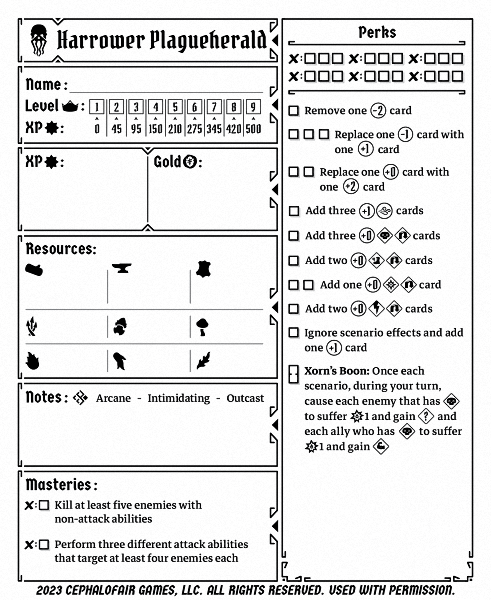 Harrower Plagueherald
Name:
Level :
1 2 3 4 5 6 7 8 9
XP :
0 45 95 150 210 275 345 420 500
XP :
Gold :
Resources:
Notes: Arcane - Intimidating - Outcast
Masteries:
Kill at least five enemies with
non-attack abilities
Perform three different attack abilities
that target at least four enemies each
Perks
Remove one -2 card
Replace one -1 card with
one +1 card
Replace one +0 card with
one +2 card
Add three +1 cards
Add three +0 cards
Add two +0 cards
Add one +0 card
Add two +0 cards
Ignore scenario effects and add
one +1 card
Xorn's Boon: Once each
scenario, during your turn,
cause each enemy that has
to suffer 1 and gain ? and
each ally who has to suffer
1 and gain
2023 CEPHALOFAIR GAMES, LLC. ALL RIGHTS RESERVED. USED WITH PERMISSION.